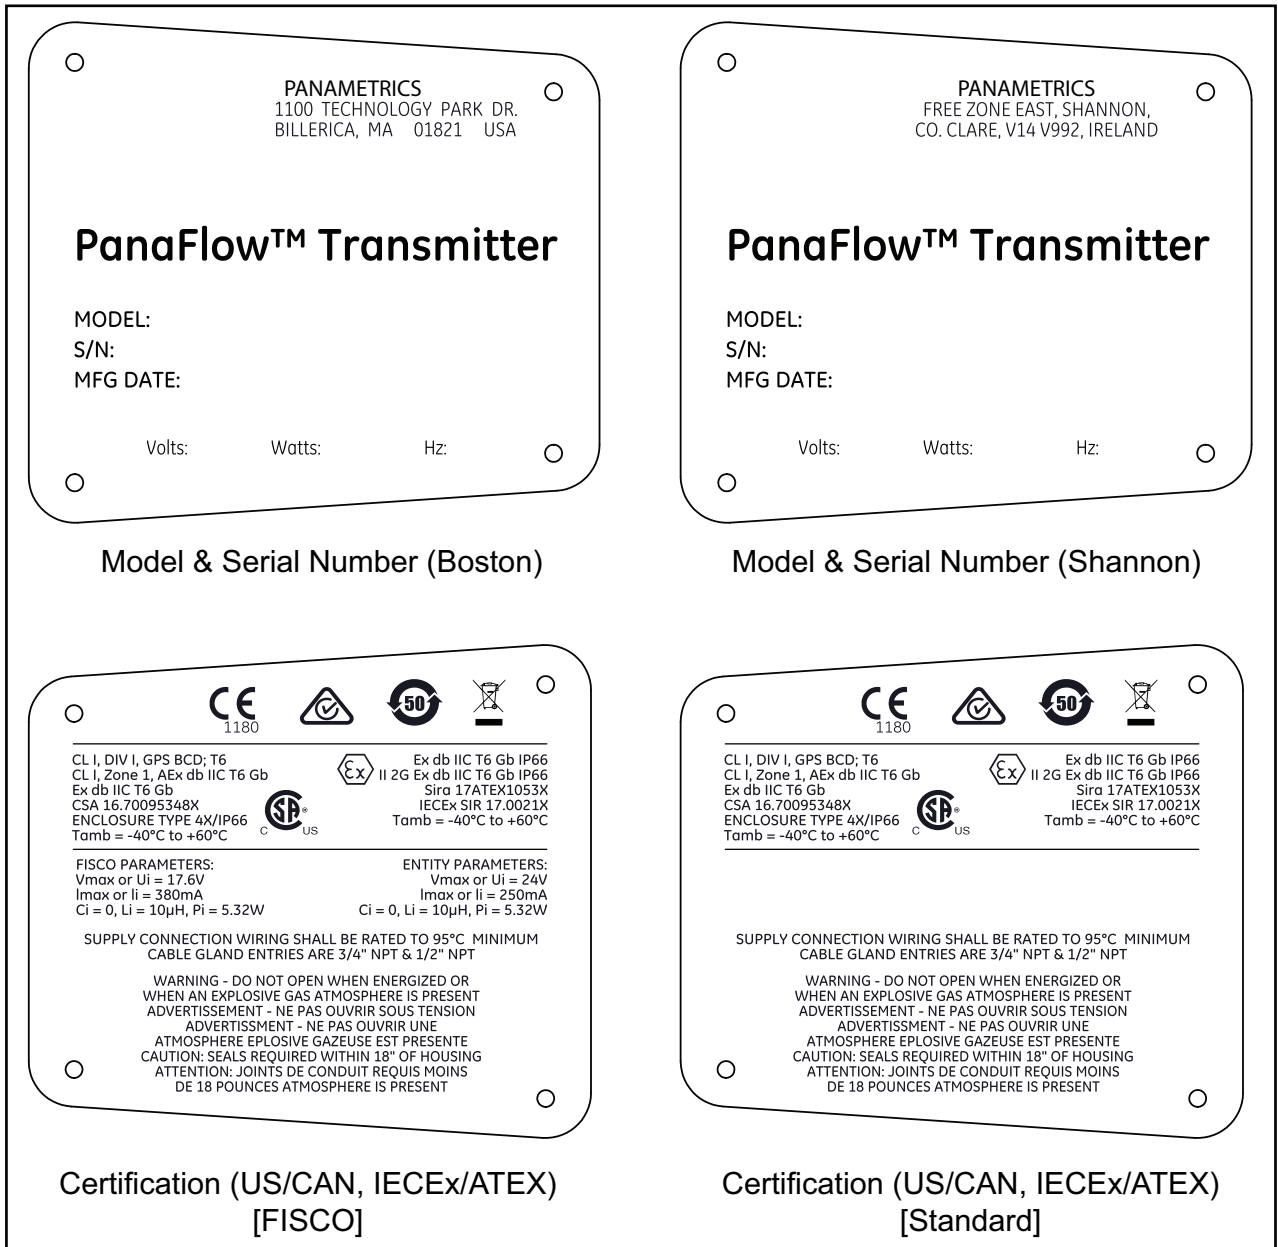 PANAMETRICS
1100 TECHNOLOGY PARK DR.
BILLERICA, MA 01821 USA
PanaFlow™ Transmitter
MODEL:
S/N:
MFG DATE:
Volts: Watts: Hz:
Model & Serial Number (Boston)
PANAMETRICS
FREE ZONE EAST, SHANNON,
CO. CLARE, V14 V992, IRELAND
PanaFlow™ Transmitter
MODEL:
S/N:
MFG DATE:
Volts: Watts: Hz:
Model & Serial Number (Shannon)
CE
1180
50
CL I, DIV I, GPS BCD; T6
CL I, Zone 1, AEx db IIC T6 Gb
Ex db IIC T6 Gb
CSA 16.70095348X
ENCLOSURE TYPE 4X/IP66
Tamb = -40°C to +60°C
C SA ® US
Ex
Ex db IIC T6 Gb IP66
II 2G Ex db IIC T6 Gb IP66
Sira 17ATEX1053X
IECEx SIR 17.0021X
Tamb = -40°C to +60°C
FISCO PARAMETERS:
Vmax or Ui = 17.6V
lmax or li = 380mA
Ci = 0, Li = 10µH, Pi = 5.32W
ENTITY PARAMETERS:
Vmax or Ui = 24V
lmax or li = 250mA
Ci = 0, Li = 10µH, Pi = 5.32W
SUPPLY CONNECTION WIRING SHALL BE RATED TO 95°C MINIMUM
CABLE GLAND ENTRIES ARE 3/4" NPT & 1/2" NPT
WARNING - DO NOT OPEN WHEN ENERGIZED OR
WHEN AN EXPLOSIVE GAS ATMOSPHERE IS PRESENT
ADVERTISSEMENT - NE PAS OUVRIR SOUS TENSION
ADVERTISSMENT - NE PAS OUVRIR UNE
ATMOSPHERE EPLOSIVE GAZEUSE EST PRESENTE
CAUTION: SEALS REQUIRED WITHIN 18" OF HOUSING
ATTENTION: JOINTS DE CONDUIT REQUIS MOINS
DE 18 POUNCES ATMOSPHERE IS PRESENT
Certification (US/CAN, IECEx/ATEX)
[FISCO]
CE
1180
50
CL I, DIV I, GPS BCD; T6
CL I, Zone 1, AEx db IIC T6 Gb
Ex db IIC T6 Gb
CSA 16.70095348X
ENCLOSURE TYPE 4X/IP66
Tamb = -40°C to +60°C
C SA ® US
Ex
Ex db IIC T6 Gb IP66
II 2G Ex db IIC T6 Gb IP66
Sira 17ATEX1053X
IECEx SIR 17.0021X
Tamb = -40°C to +60°C
SUPPLY CONNECTION WIRING SHALL BE RATED TO 95°C MINIMUM
CABLE GLAND ENTRIES ARE 3/4" NPT & 1/2" NPT
WARNING - DO NOT OPEN WHEN ENERGIZED OR
WHEN AN EXPLOSIVE GAS ATMOSPHERE IS PRESENT
ADVERTISSEMENT - NE PAS OUVRIR SOUS TENSION
ADVERTISSMENT - NE PAS OUVRIR UNE
ATMOSPHERE EPLOSIVE GAZEUSE EST PRESENTE
CAUTION: SEALS REQUIRED WITHIN 18" OF HOUSING
ATTENTION: JOINTS DE CONDUIT REQUIS MOINS
DE 18 POUNCES ATMOSPHERE IS PRESENT
Certification (US/CAN, IECEx/ATEX)
[Standard]